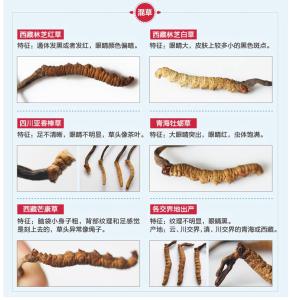 混草
西藏林芝红草
特征：通体发黑或者发红，眼睛颜色偏暗。
西藏林芝白草
特征：眼睛大，皮肤上较多小的黑色斑点。
四川亚香棒草
特征：足不清晰，眼睛不明显，草头像茶叶。
青海牡蛎草
特征：大眼睛突出，眼睛红，虫体饱满。
西藏芒康草
特征：脑袋小身子粗，背部纹理和足感觉
是刻上去的，草头异常像绳子。
各交界地出产
特征：纹理不明显，眼睛黑。
产地：云、川交界，滇、川交界的青海或西藏。